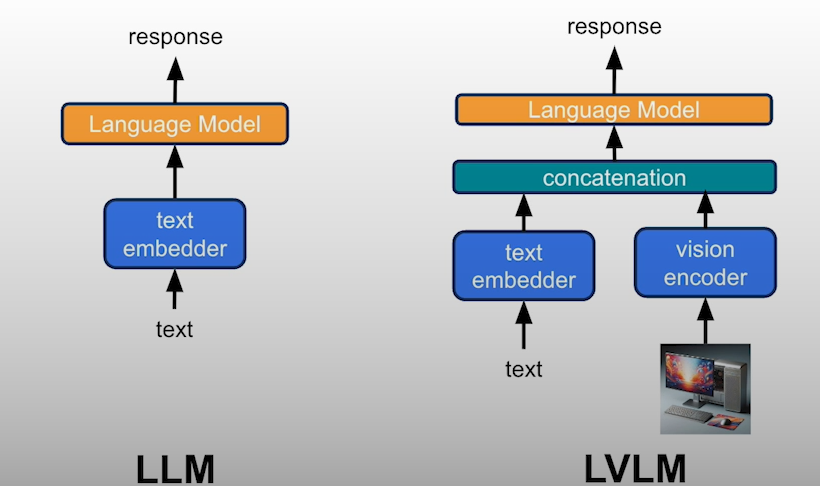 response
Language Model
text
embedder
text
LLM
response
Language Model
concatenation
text
embedder
vision
encoder
text
LVLM